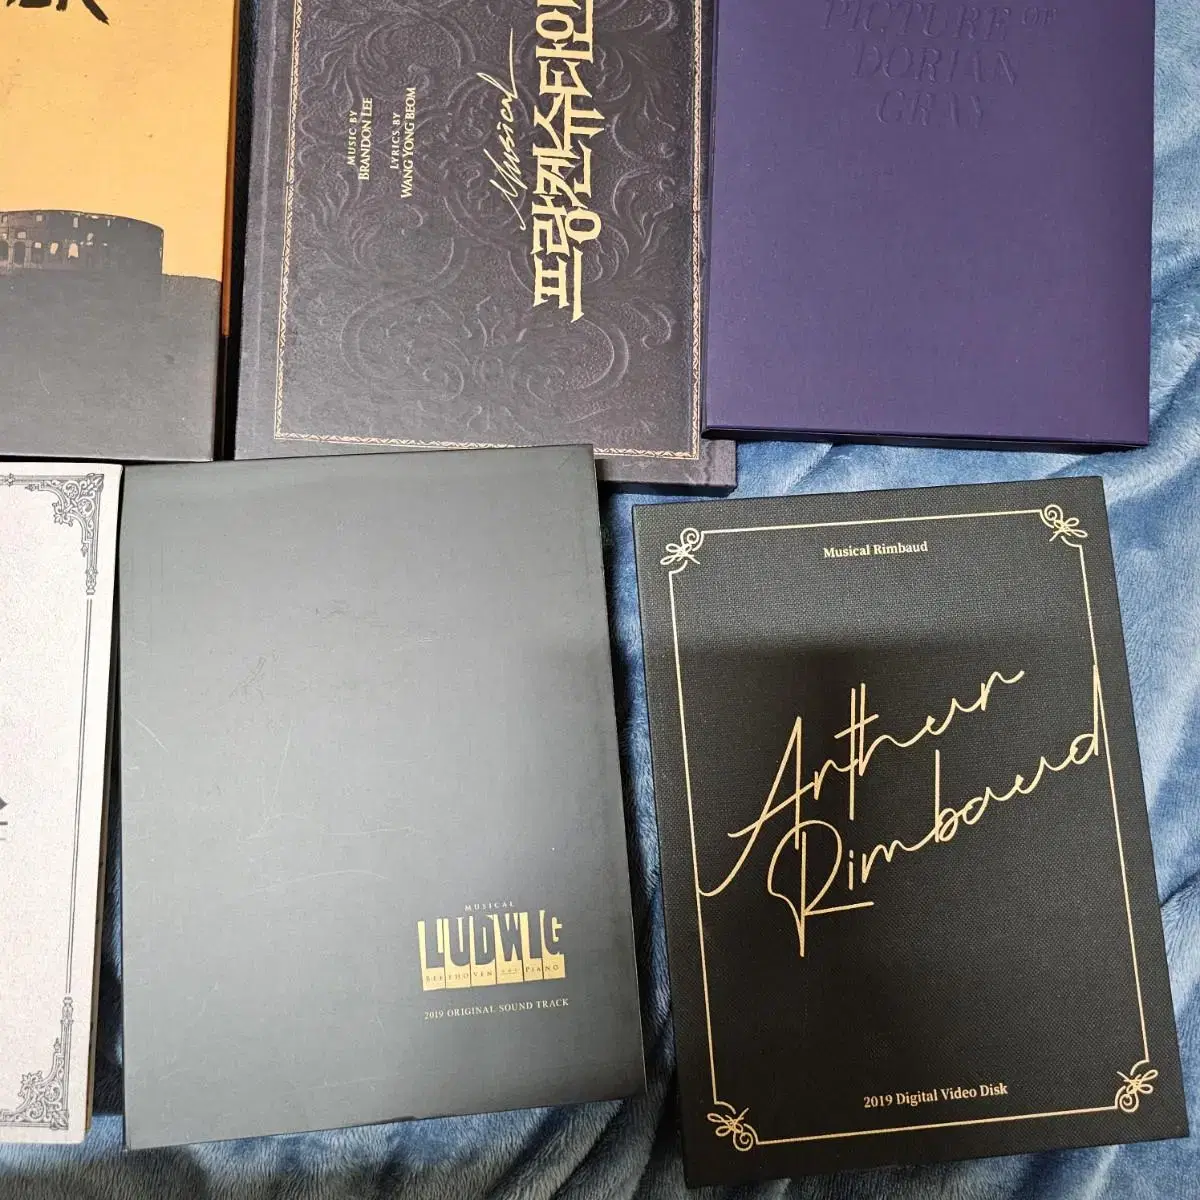 MUSIC BY
BRANDON LEE
LYRICS BY
WANG YONG BEOM
Musical
프랑켄슈타인
PICTURE OF
DORIAN
GRAY
MUSICAL
LUDWIG
BEETHOVEN THE PIANO
2019 ORIGINAL SOUND TRACK
Musical Rimbaud
Arthur
Rimbaud
2019 Digital Video Disk